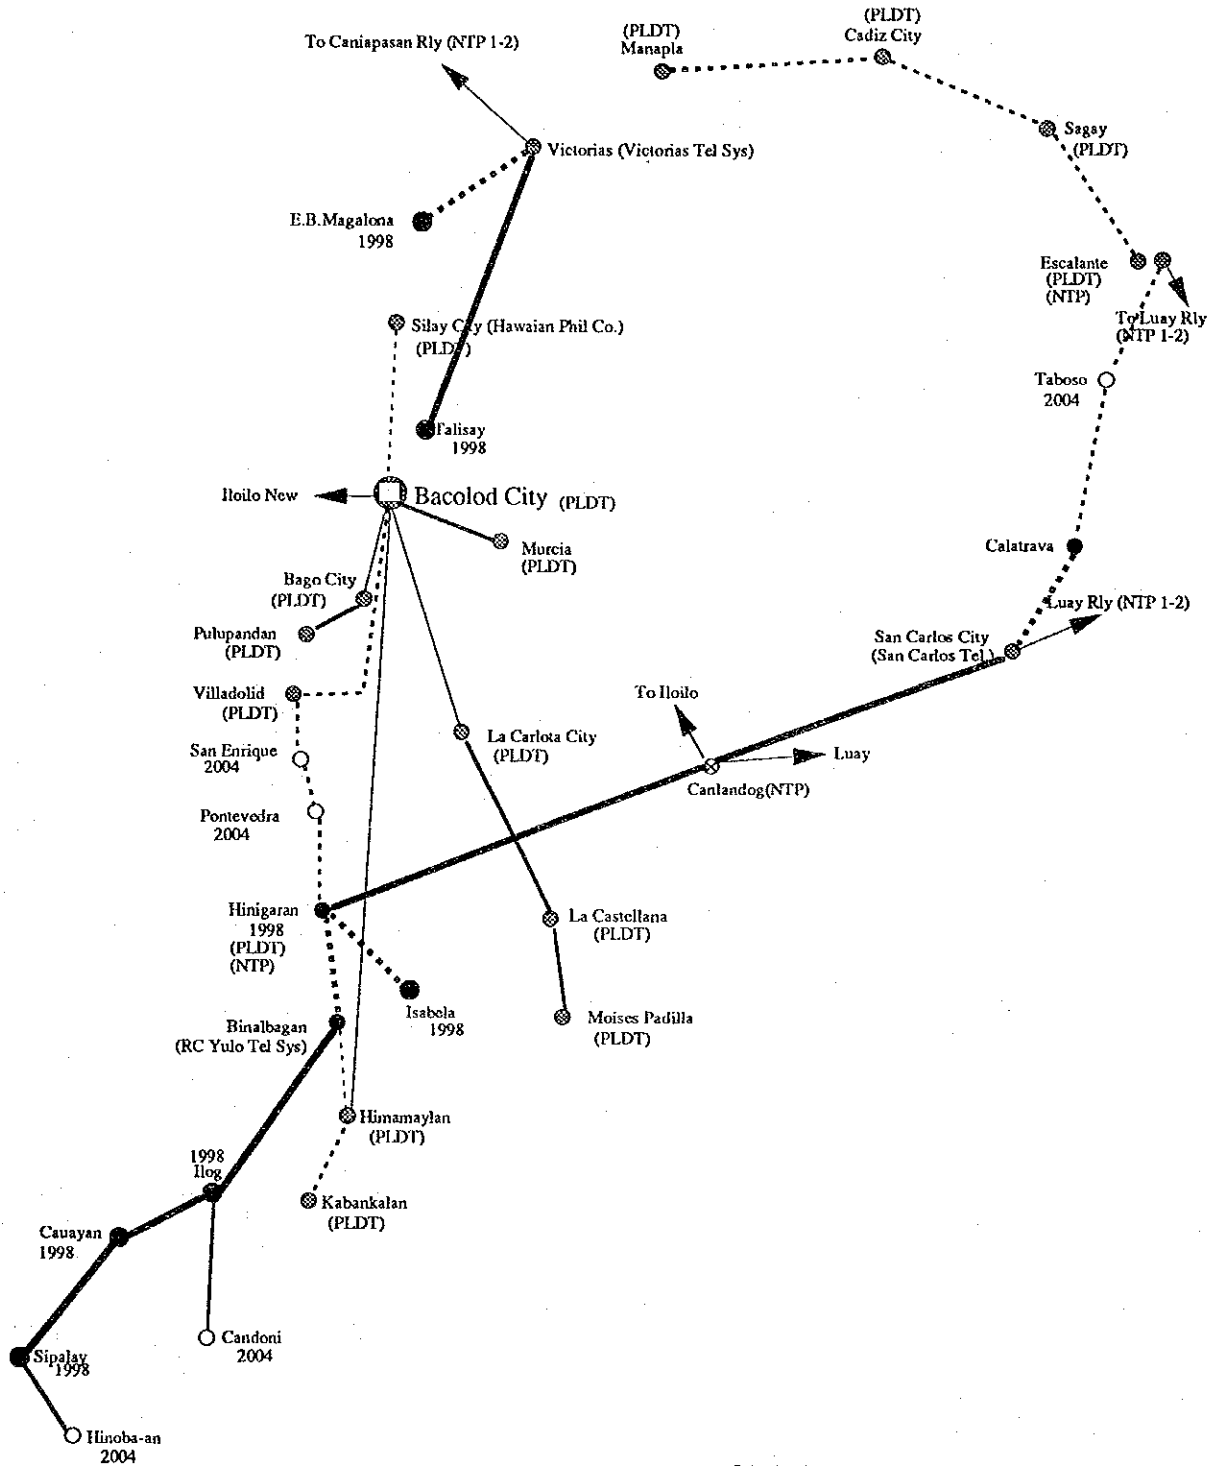 (PLDT)
Cadiz City
(PLDT)
Manapla
To Caniapasan Rly (NTP 1-2)
Sagay
(PLDT)
Victorias (Victorias Tel Sys)
E.B.Magalona
1998
Escalante
(PLDT)
(NTP)
To Luay Rly
(NTP 1-2)
Silay City (Hawaian Phil Co.)
(PLDT)
Taboso
2004
Talisay
1998
Iloilo New
Bacolod City (PLDT)
Murcia
(PLDT)
Calatrava
Bago City
(PLDT)
Luay Rly (NTP 1-2)
Pulupandan
(PLDT)
San Carlos City
(San Carlos Tel.)
Villadolid
(PLDT)
To Iloilo
La Carlota City
(PLDT)
San Enrique
2004
Luay
Canlandog(NTP)
Pontevedra
2004
Hinigaran
1998
(PLDT)
(NTP)
La Castellana
(PLDT)
Isabela
1998
Moises Padilla
(PLDT)
Binalbagan
(RC Yulo Tel Sys)
Himamaylan
(PLDT)
1998
Ilog
Kabankalan
(PLDT)
Cauayan
1998
Candoni
2004
Sipalay
1998
Hinoba-an
2004